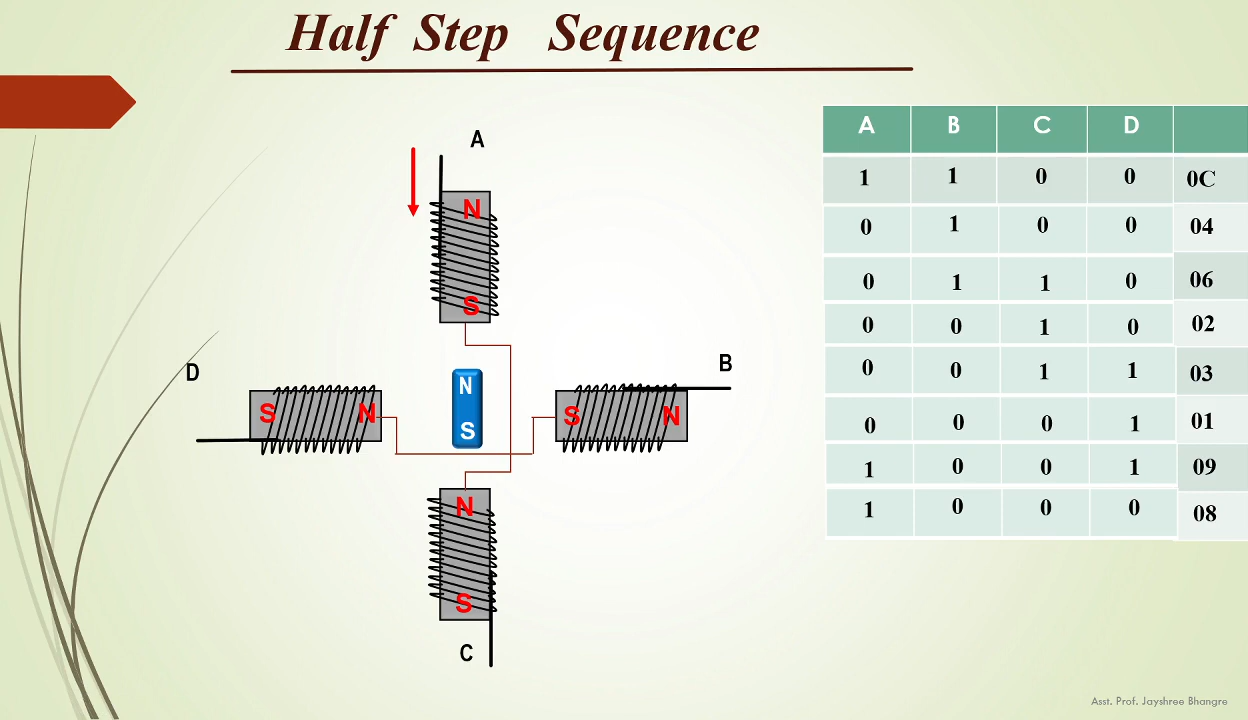 Half Step Sequence
A
N
S
D
B
S N
N
S
S N
N
S
C
A B C D
1 1 0 0 0C
0 1 0 0 04
0 1 1 0 06
0 0 1 0 02
0 0 1 1 03
0 0 0 1 01
1 0 0 1 09
1 0 0 0 08
Asst. Prof. Jayshree Bhangre